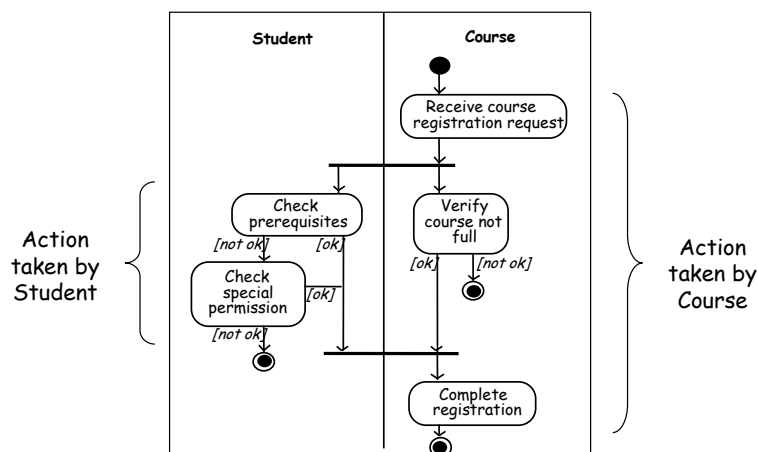 Student
Course
Receive course
registration request
Check
prerequisites
Verify
course not
full
[not ok]
[ok]
[ok]
[not ok]
Check
special
permission
[ok]
[not ok]
Complete
registration
Action
taken by
Student
Action
taken by
Course